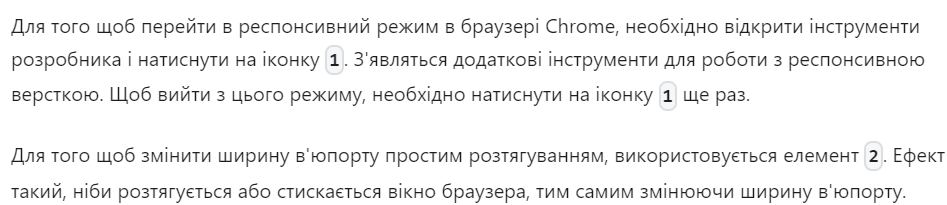 Для того щоб перейти в респонсивний режим в браузері Chrome, необхідно відкрити інструменти
розробника і натиснути на іконку 1. З'являться додаткові інструменти для роботи з респонсивною
версткою. Щоб вийти з цього режиму, необхідно натиснути на іконку 1 ще раз.
Для того щоб змінити ширину в'юпорту простим розтягуванням, використовується елемент 2. Ефект
такий, ніби розтягується або стискається вікно браузера, тим самим змінюючи ширину в'юпорту.